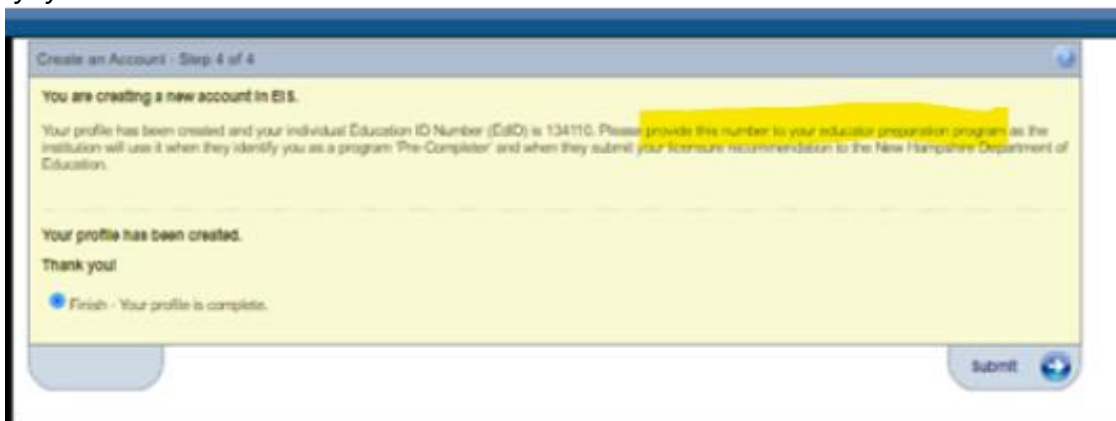 Create an Account - Step 4 of 4
You are creating a new account in EIS.
Your profile has been created and your individual Education ID Number (EdID) is 134110. Please provide this number to your educator preparation program as the
institution will use it when they identify you as a program 'Pre-Completer' and when they submit your licensure recommendation to the New Hampshire Department of
Education.
Your profile has been created.
Thank you!
Finish - Your profile is complete.
Submit